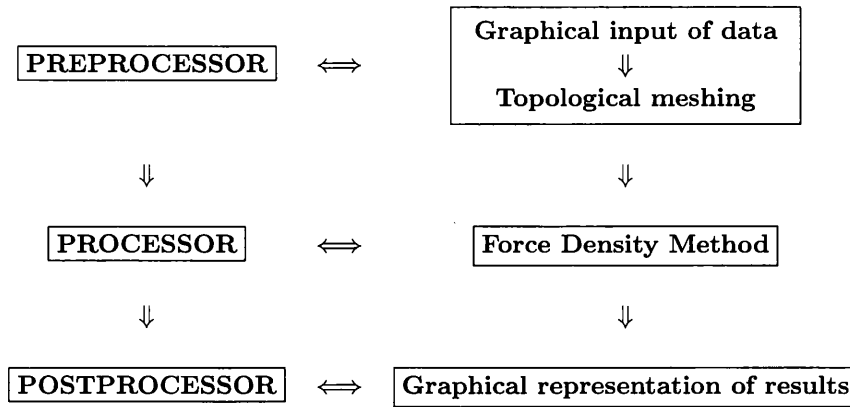 PREPROCESSOR ⟺ Graphical input of data
⇓
Topological meshing
⇓ ⇓
PROCESSOR ⟺ Force Density Method
⇓ ⇓
POSTPROCESSOR ⟺ Graphical representation of results